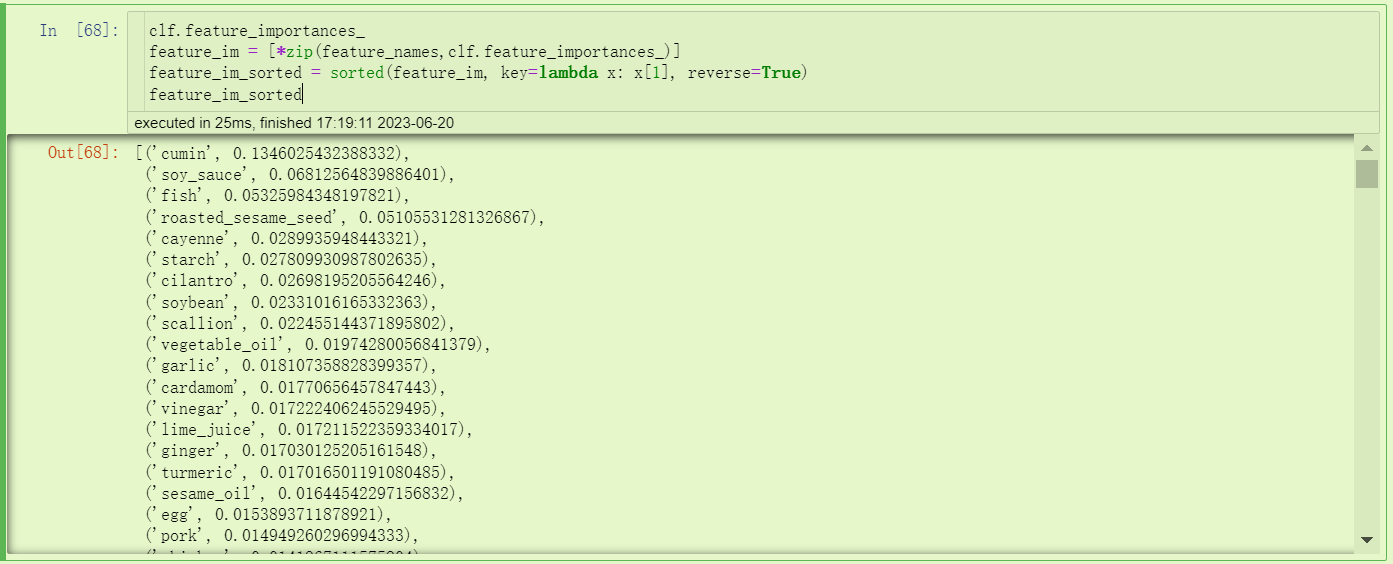 In [68]:
clf.feature_importances_
feature_im = [*zip(feature_names,clf.feature_importances_)]
feature_im_sorted = sorted(feature_im, key=lambda x: x[1], reverse=True)
feature_im_sorted
executed in 25ms, finished 17:19:11 2023-06-20
Out[68]: [('cumin', 0.1346025432388332),
('soy_sauce', 0.06812564839886401),
('fish', 0.05325984348197821),
('roasted_sesame_seed', 0.05105531281326867),
('cayenne', 0.0289935948443321),
('starch', 0.027809930987802635),
('cilantro', 0.02698195205564246),
('soybean', 0.02331016165332363),
('scallion', 0.022455144371895802),
('vegetable_oil', 0.01974280056841379),
('garlic', 0.018107358828399357),
('cardamom', 0.01770656457847443),
('vinegar', 0.017222406245529495),
('lime_juice', 0.017211522359334017),
('ginger', 0.017030125205161548),
('turmeric', 0.017016501191080485),
('sesame_oil', 0.01644542297156832),
('egg', 0.0153893711878921),
('pork', 0.014949260296994333),